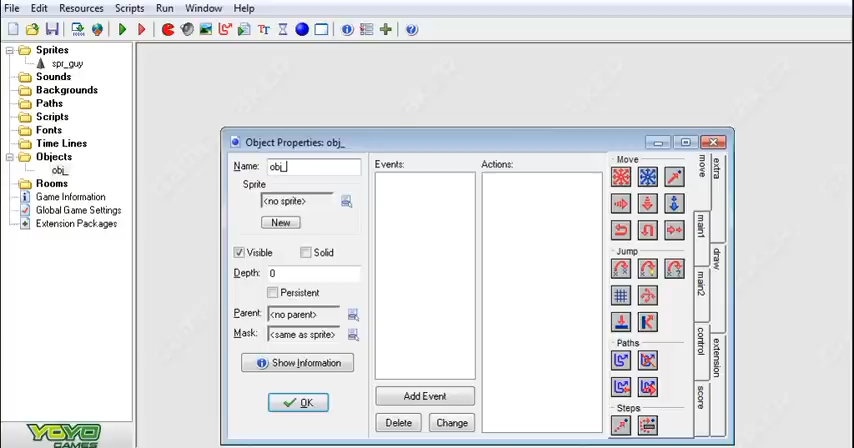 File Edit Resources Scripts Run Window Help
Sprites
spr_guy
Sounds
Backgrounds
Paths
Scripts
Fonts
Time Lines
Objects
obj_
Rooms
Game Information
Global Game Settings
Extension Packages
YOYO
GAMES
Object Properties: obj_
Name: obj_
Sprite
<no sprite>
New
Visible Solid
Depth: 0
Persistent
Parent: <no parent>
Mask: <same as sprite>
Show Information
OK
Events:
Add Event
Delete Change
Actions:
Move
Jump
Paths
Steps
move
main1
main2
control
score
extra
draw
extension